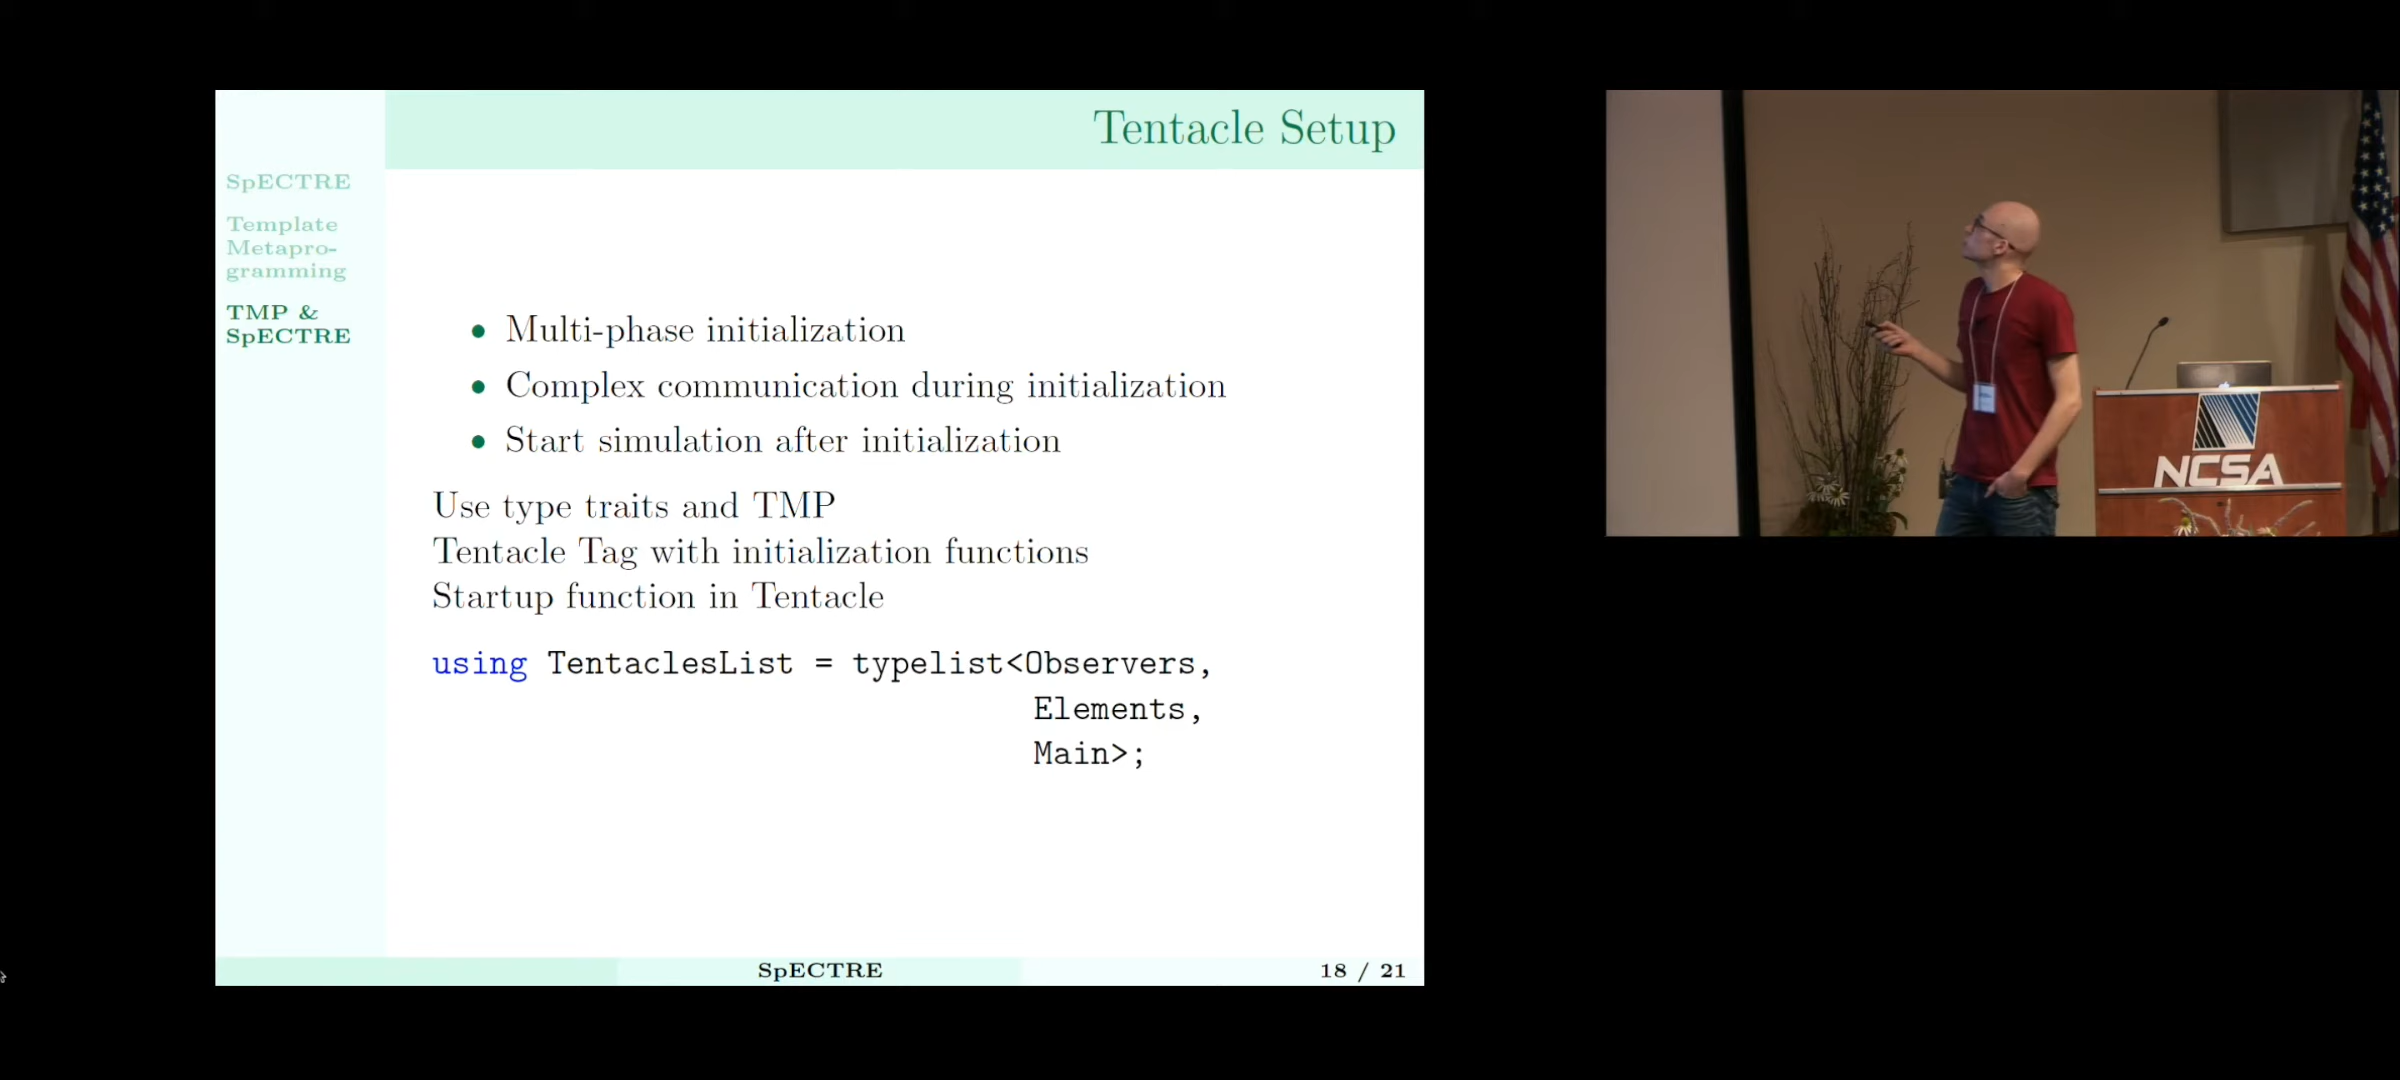 Tentacle Setup
SpECTRE
Template
Metapro-
gramming
TMP &
SpECTRE
• Multi-phase initialization
• Complex communication during initialization
• Start simulation after initialization
Use type traits and TMP
Tentacle Tag with initialization functions
Startup function in Tentacle
using TentaclesList = typelist<Observers,
Elements,
Main>;
SpECTRE
18 / 21
NCSA